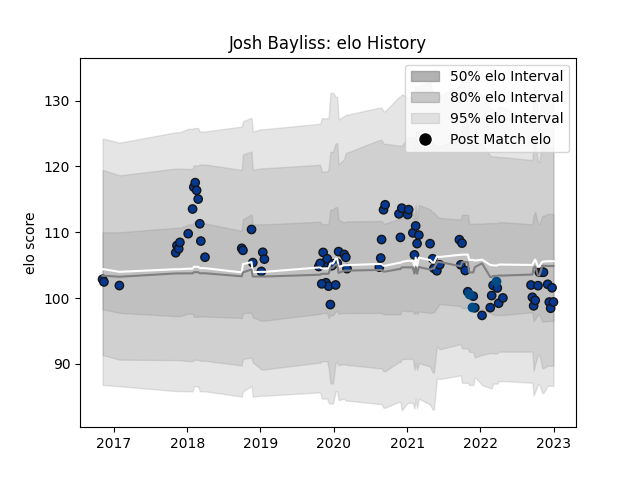 Josh Bayliss: elo History
50% elo Interval
80% elo Interval
95% elo Interval
Post Match elo
elo score
130
120
110
100
90
2017 2018 2019 2020 2021 2022 2023